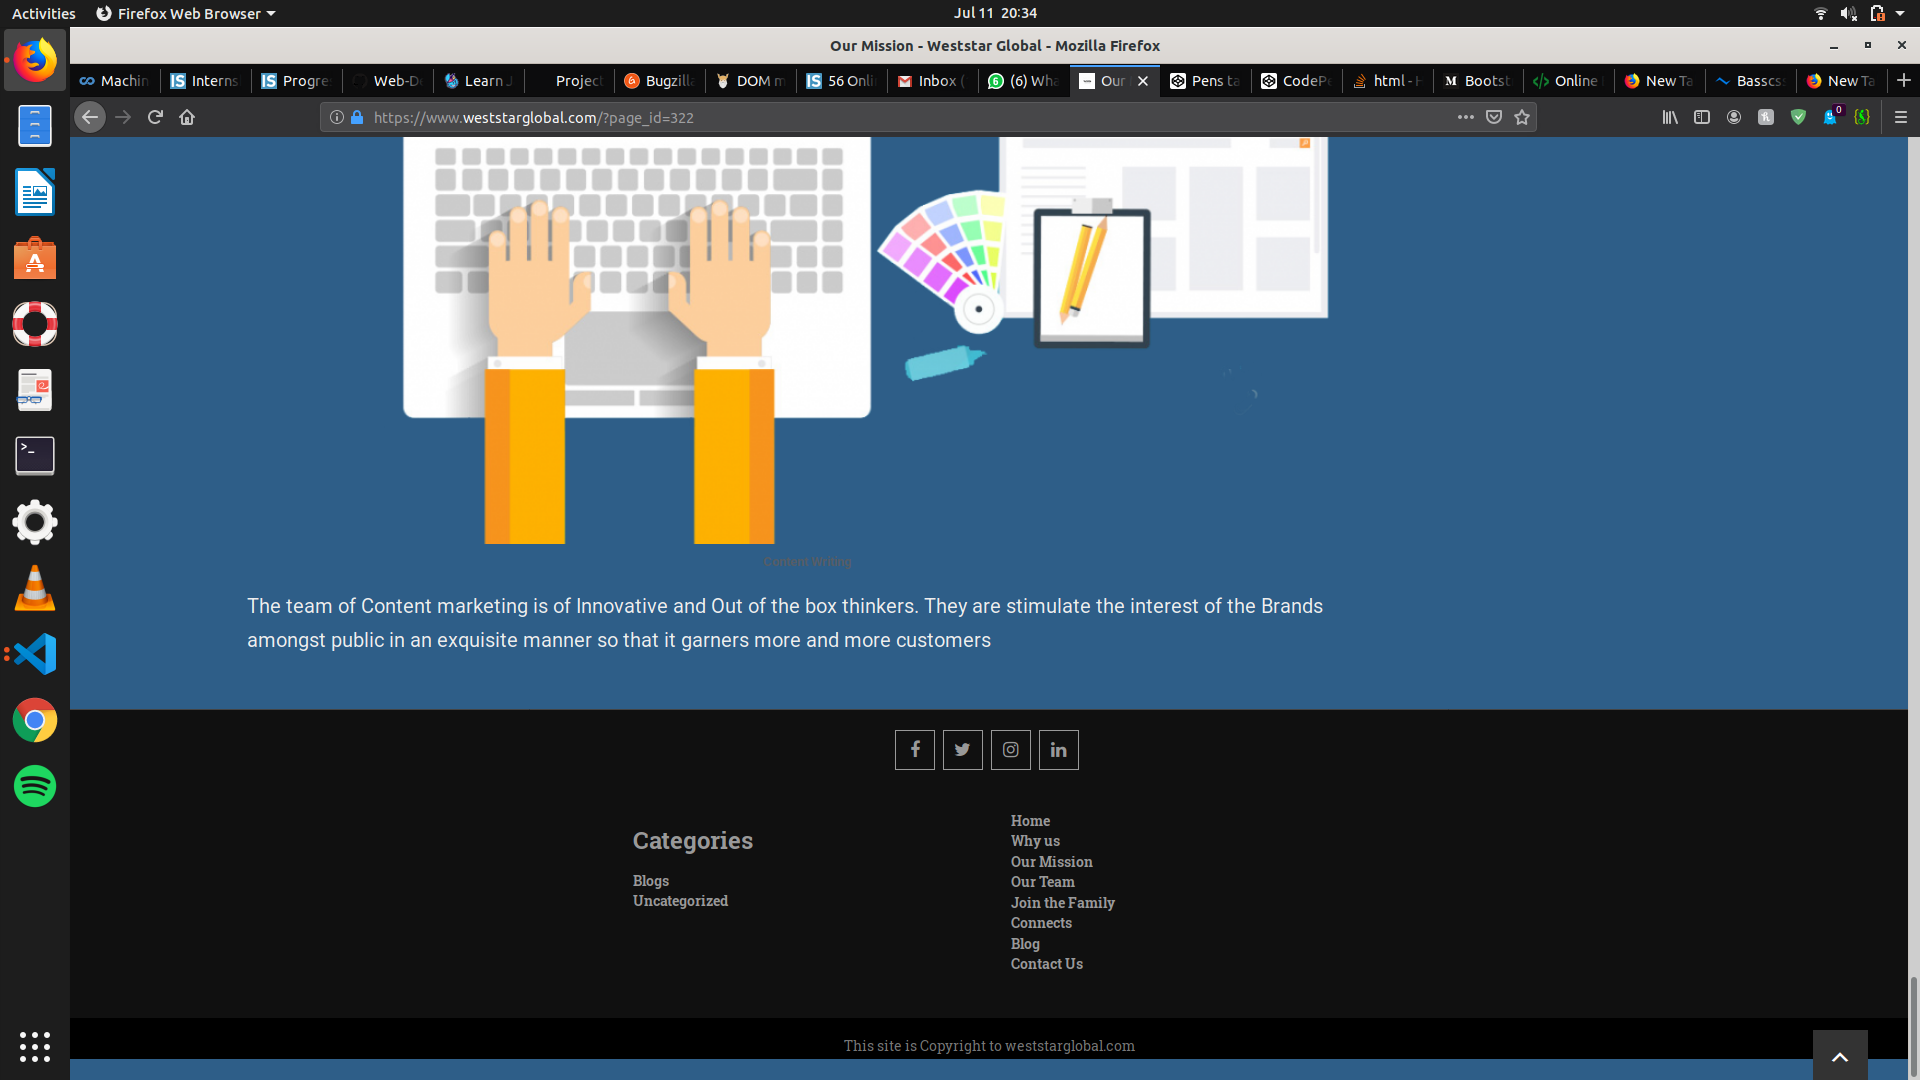 Activities
Firefox Web Browser
Jul 11 20:34
Our Mission - Weststar Global - Mozilla Firefox
Machin
Interns
Progre
Web-D
Learn J
Project
Bugzilla
DOM m
56 Onli
Inbox (
(6) Wha
Our
Pens ta
CodePe
html - H
Bootst
Online
New Ta
Basscs
New Ta
https://www.weststarglobal.com/?page_id=322
0
Content Writing
The team of Content marketing is of Innovative and Out of the box thinkers. They are stimulate the interest of the Brands
amongst public in an exquisite manner so that it garners more and more customers
Categories
Blogs
Uncategorized
Home
Why us
Our Mission
Our Team
Join the Family
Connects
Blog
Contact Us
This site is Copyright to weststarglobal.com